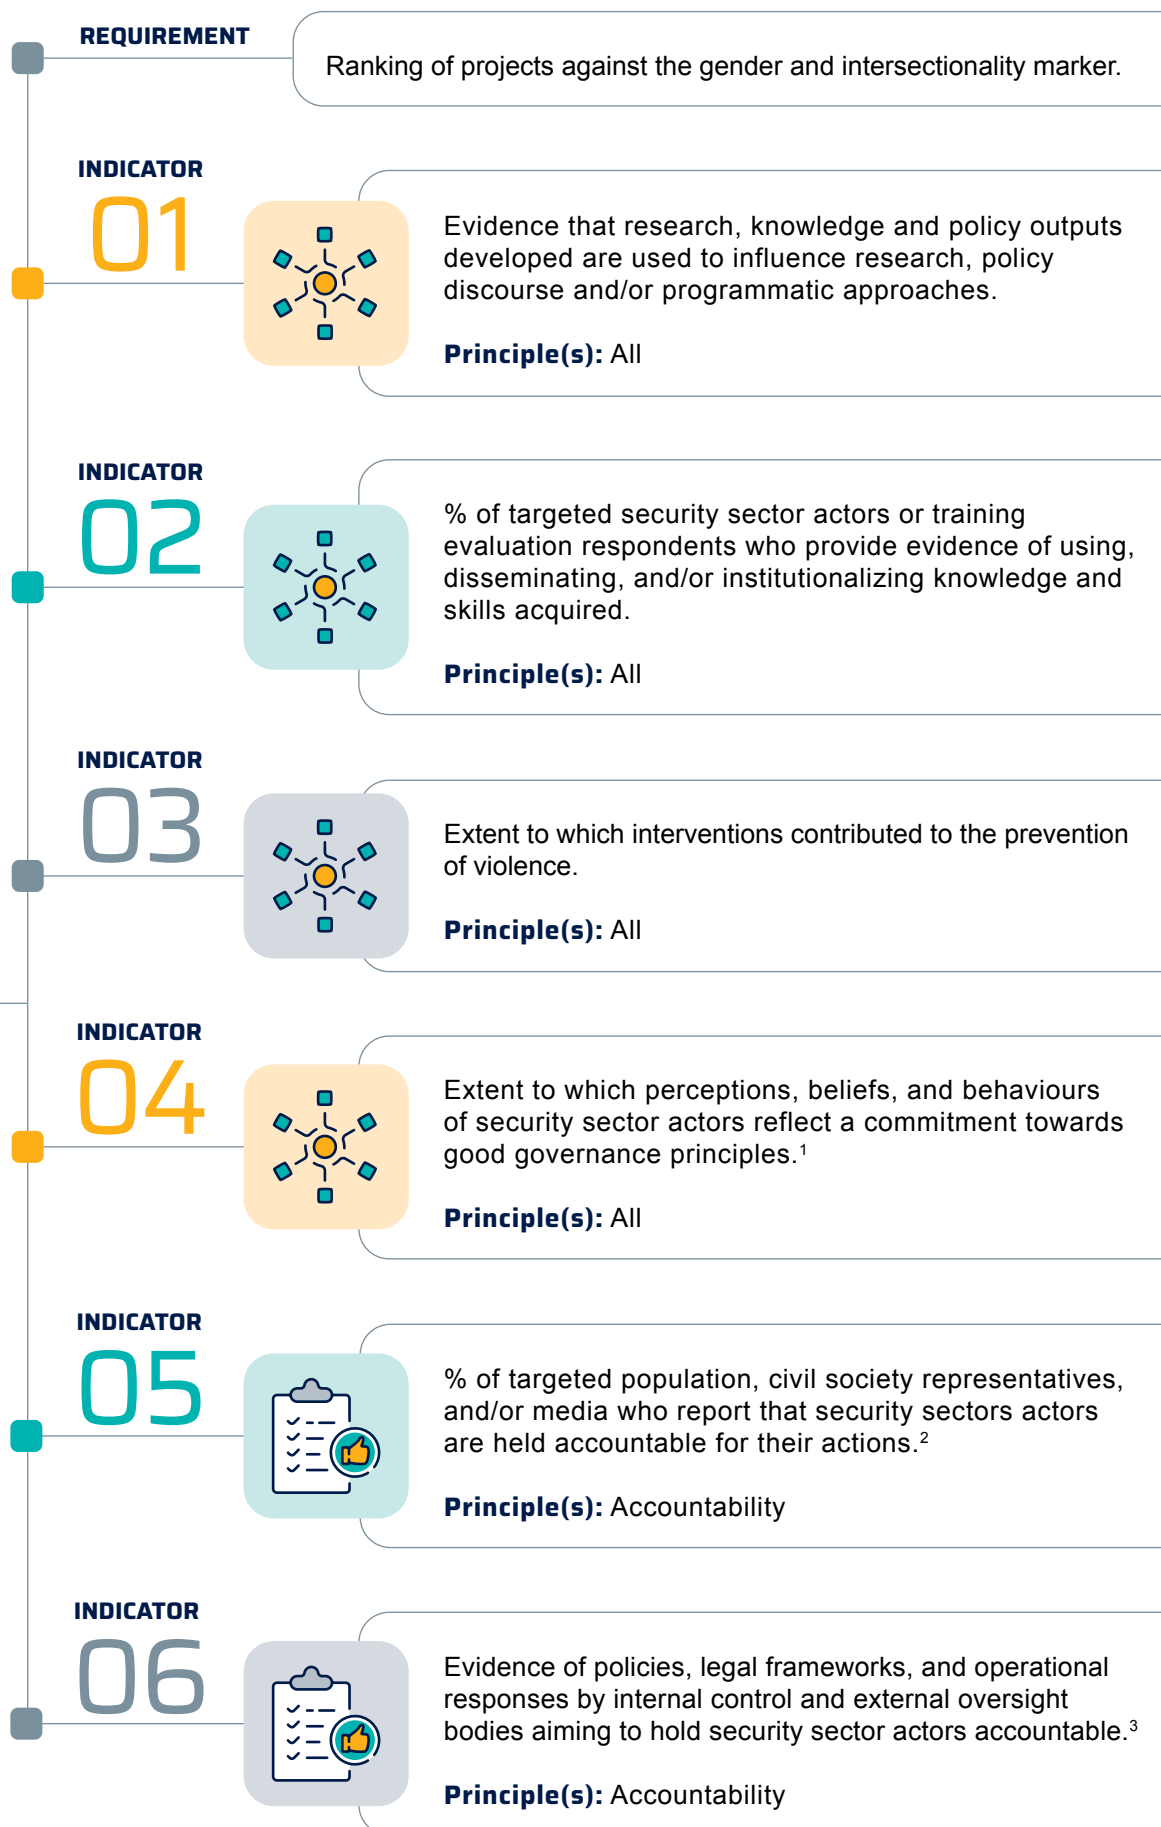 REQUIREMENT
Ranking of projects against the gender and intersectionality marker.
INDICATOR
01
Evidence that research, knowledge and policy outputs
developed are used to influence research, policy
discourse and/or programmatic approaches.
Principle(s): All
INDICATOR
02
% of targeted security sector actors or training
evaluation respondents who provide evidence of using,
disseminating, and/or institutionalizing knowledge and
skills acquired.
Principle(s): All
INDICATOR
03
Extent to which interventions contributed to the prevention
of violence.
Principle(s): All
INDICATOR
04
Extent to which perceptions, beliefs, and behaviours
of security sector actors reflect a commitment towards
good governance principles.¹
Principle(s): All
INDICATOR
05
% of targeted population, civil society representatives,
and/or media who report that security sectors actors
are held accountable for their actions.²
Principle(s): Accountability
INDICATOR
06
Evidence of policies, legal frameworks, and operational
responses by internal control and external oversight
bodies aiming to hold security sector actors accountable.³
Principle(s): Accountability